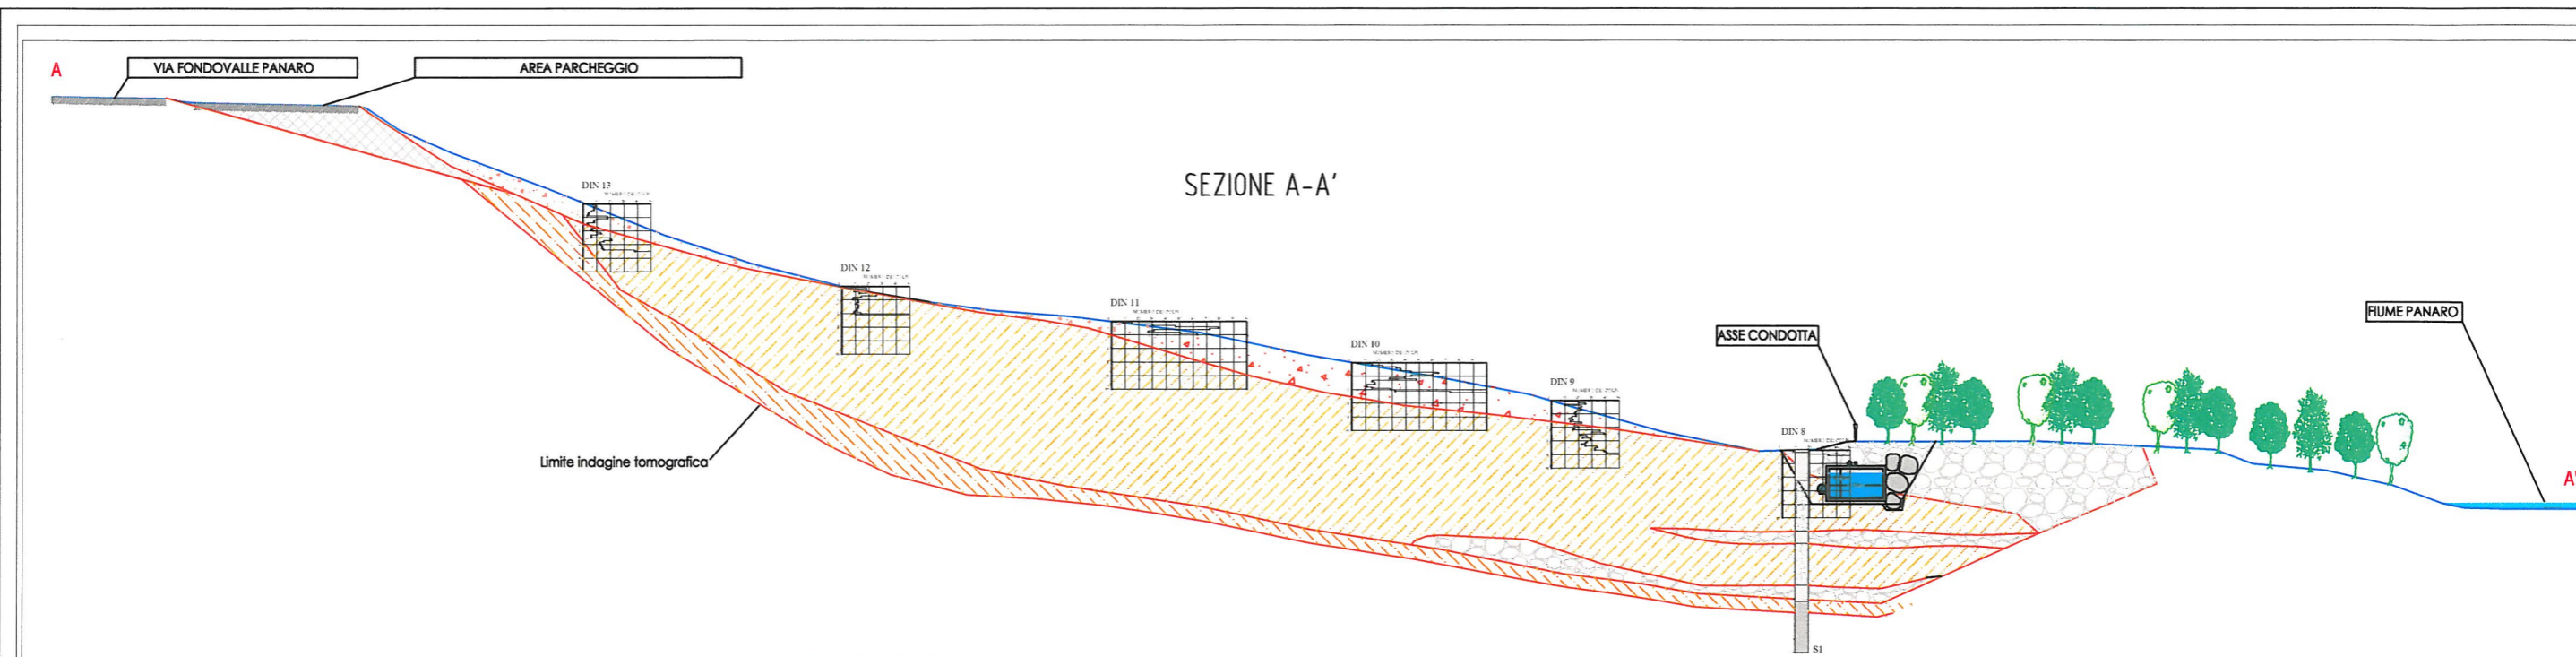 A
VIA FONDOVALLE PANARO
AREA PARCHEGGIO
SEZIONE A-A'
DIN 13
DIN 12
DIN 11
DIN 10
DIN 9
DIN 8
ASSE CONDOTTA
FIUME PANARO
A'
Limite indagine tomografica
S1